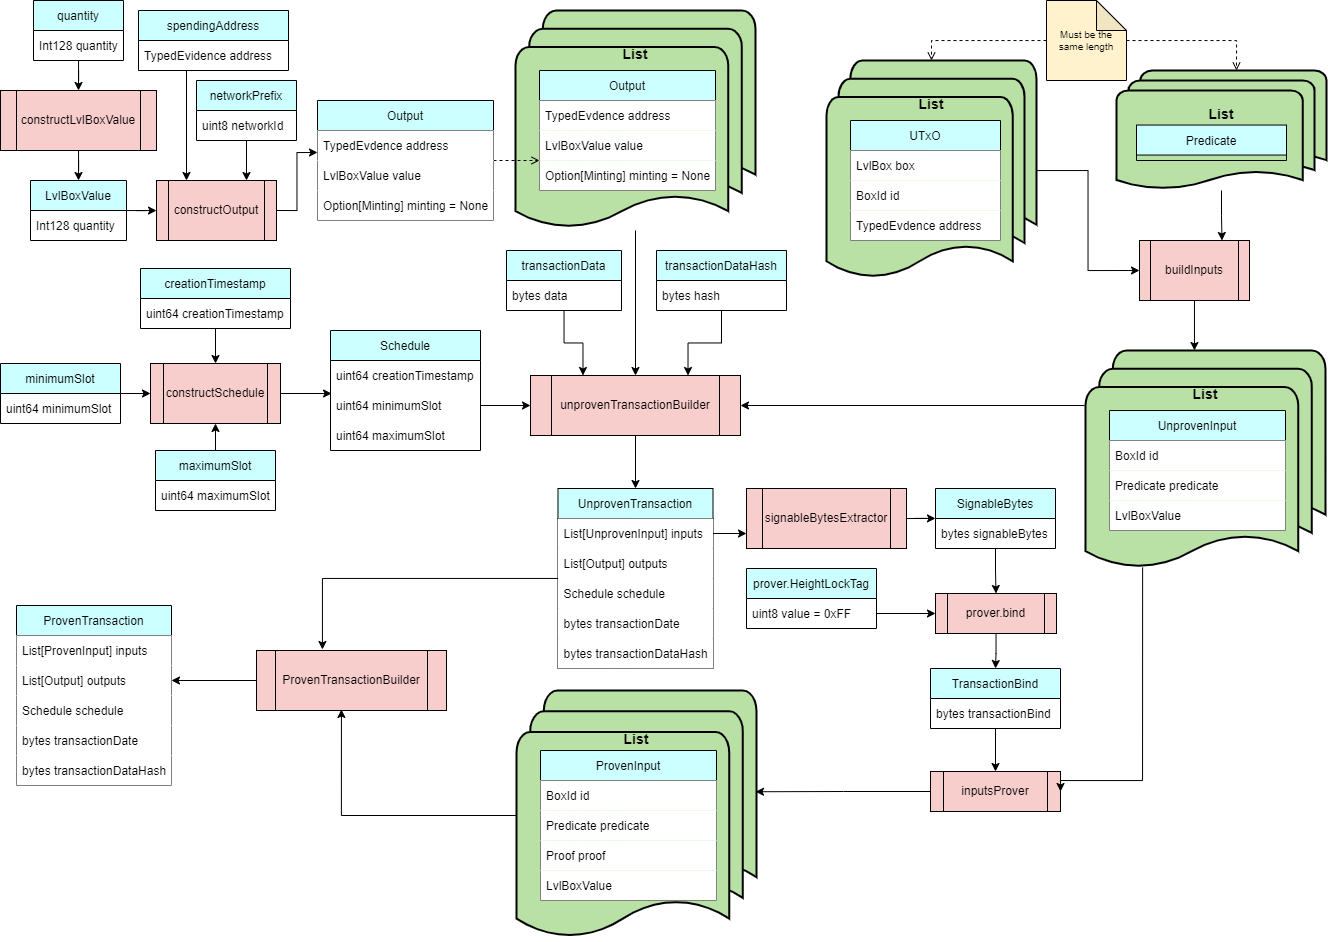 quantity
Int128 quantity
constructLvlBoxValue
LvlBoxValue
Int128 quantity
spendingAddress
TypedEvidence address
networkPrefix
uint8 networkId
constructOutput
Output
TypedEvdence address
LvlBoxValue value
Option[Minting] minting = None
List
Output
TypedEvdence address
LvlBoxValue value
Option[Minting] minting = None
Must be the
same length
List
UTxO
LvlBox box
BoxId id
TypedEvdence address
List
Predicate
buildInputs
creationTimestamp
uint64 creationTimestamp
minimumSlot
uint64 minimumSlot
constructSchedule
maximumSlot
uint64 maximumSlot
Schedule
uint64 creationTimestamp
uint64 minimumSlot
uint64 maximumSlot
transactionData
bytes data
transactionDataHash
bytes hash
unprovenTransactionBuilder
List
UnprovenInput
BoxId id
Predicate predicate
LvlBoxValue
UnprovenTransaction
List[UnprovenInput] inputs
List[Output] outputs
Schedule schedule
bytes transactionDate
bytes transactionDataHash
signableBytesExtractor
SignableBytes
bytes signableBytes
prover.HeightLockTag
uint8 value = 0xFF
prover.bind
TransactionBind
bytes transactionBind
inputsProver
ProvenTransaction
List[ProvenInput] inputs
List[Output] outputs
Schedule schedule
bytes transactionDate
bytes transactionDataHash
ProvenTransactionBuilder
List
ProvenInput
BoxId id
Predicate predicate
Proof proof
LvlBoxValue